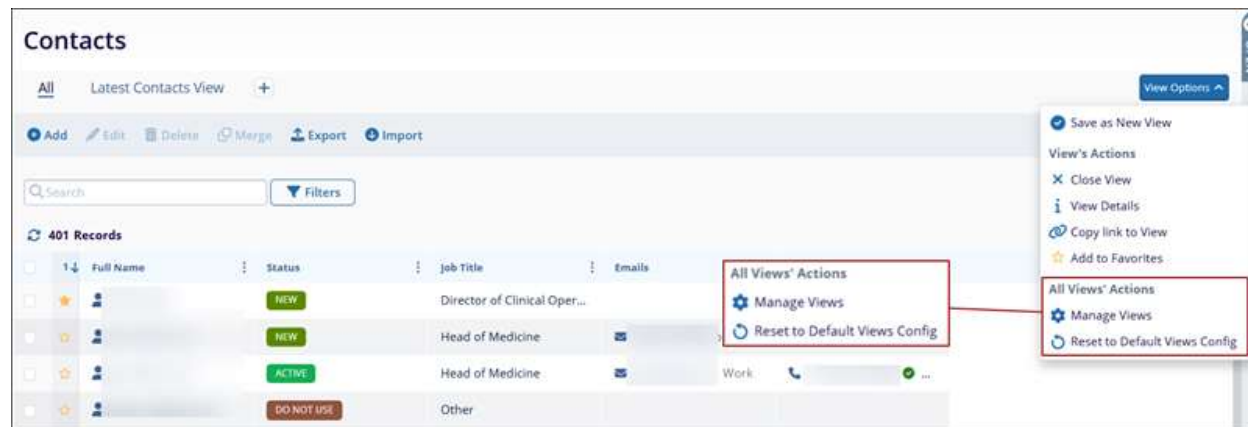 Contacts
All Latest Contacts View +
View Options
Add Edit Delete Merge Export Import
Save as New View
View's Actions
Close View
View Details
Copy link to View
Add to Favorites
All Views' Actions
Manage Views
Reset to Default Views Config
Search Filters
401 Records
1 Full Name Status Job Title Emails
All Views' Actions
Manage Views
Reset to Default Views Config
NEW Director of Clinical Oper...
NEW Head of Medicine
ACTIVE Head of Medicine Work ...
DO NOT USE Other